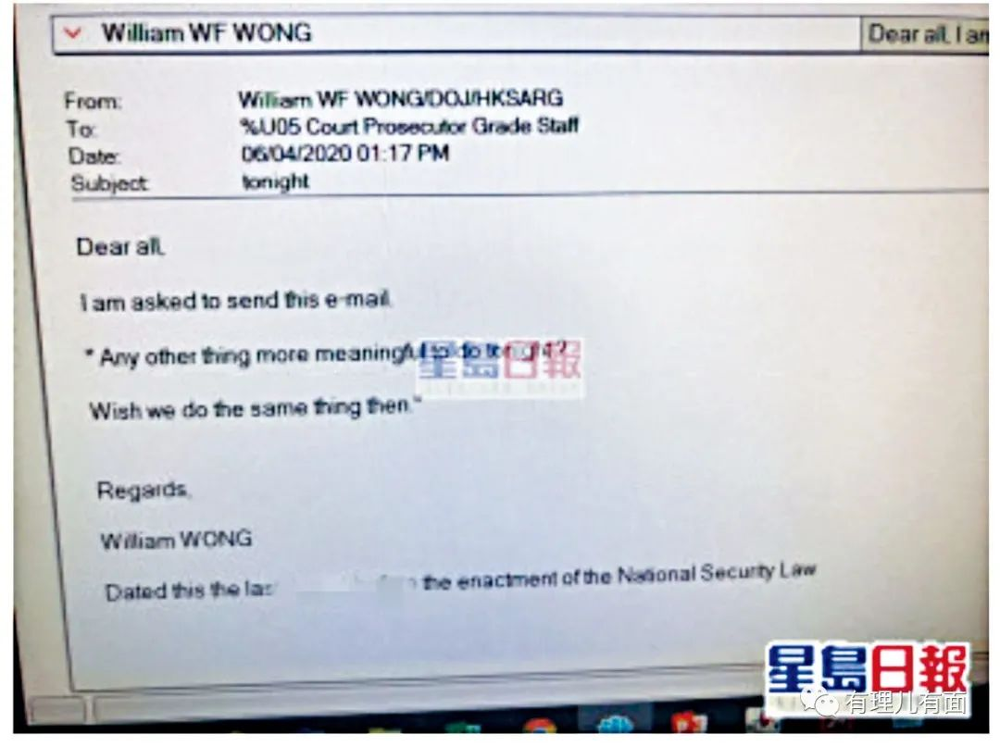 William WF WONG
Dear all, I am
From: William WF WONG/DOJ/HKSARG
To: %U05 Court Prosecutor Grade Staff
Date: 06/04/2020 01:17 PM
Subject: tonight
Dear all,
I am asked to send this e-mail.
" Any other thing more meaningful to do tonight?
星島日報
Wish we do the same thing then."
Regards,
William WONG
Dated this the last the enactment of the National Security Law
星島日報
有理儿有面